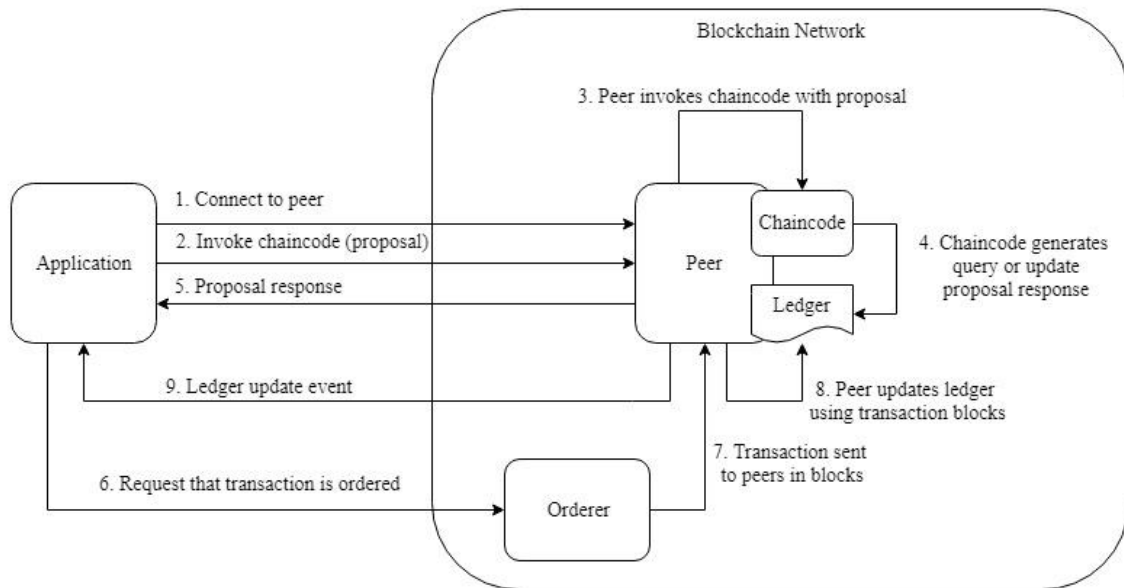 Blockchain Network
3. Peer invokes chaincode with proposal
1. Connect to peer
Chaincode
2. Invoke chaincode (proposal)
4. Chaincode generates
query or update
proposal response
Application
Peer
5. Proposal response
Ledger
9. Ledger update event
8. Peer updates ledger
using transaction blocks
7. Transaction sent
to peers in blocks
6. Request that transaction is ordered
Orderer